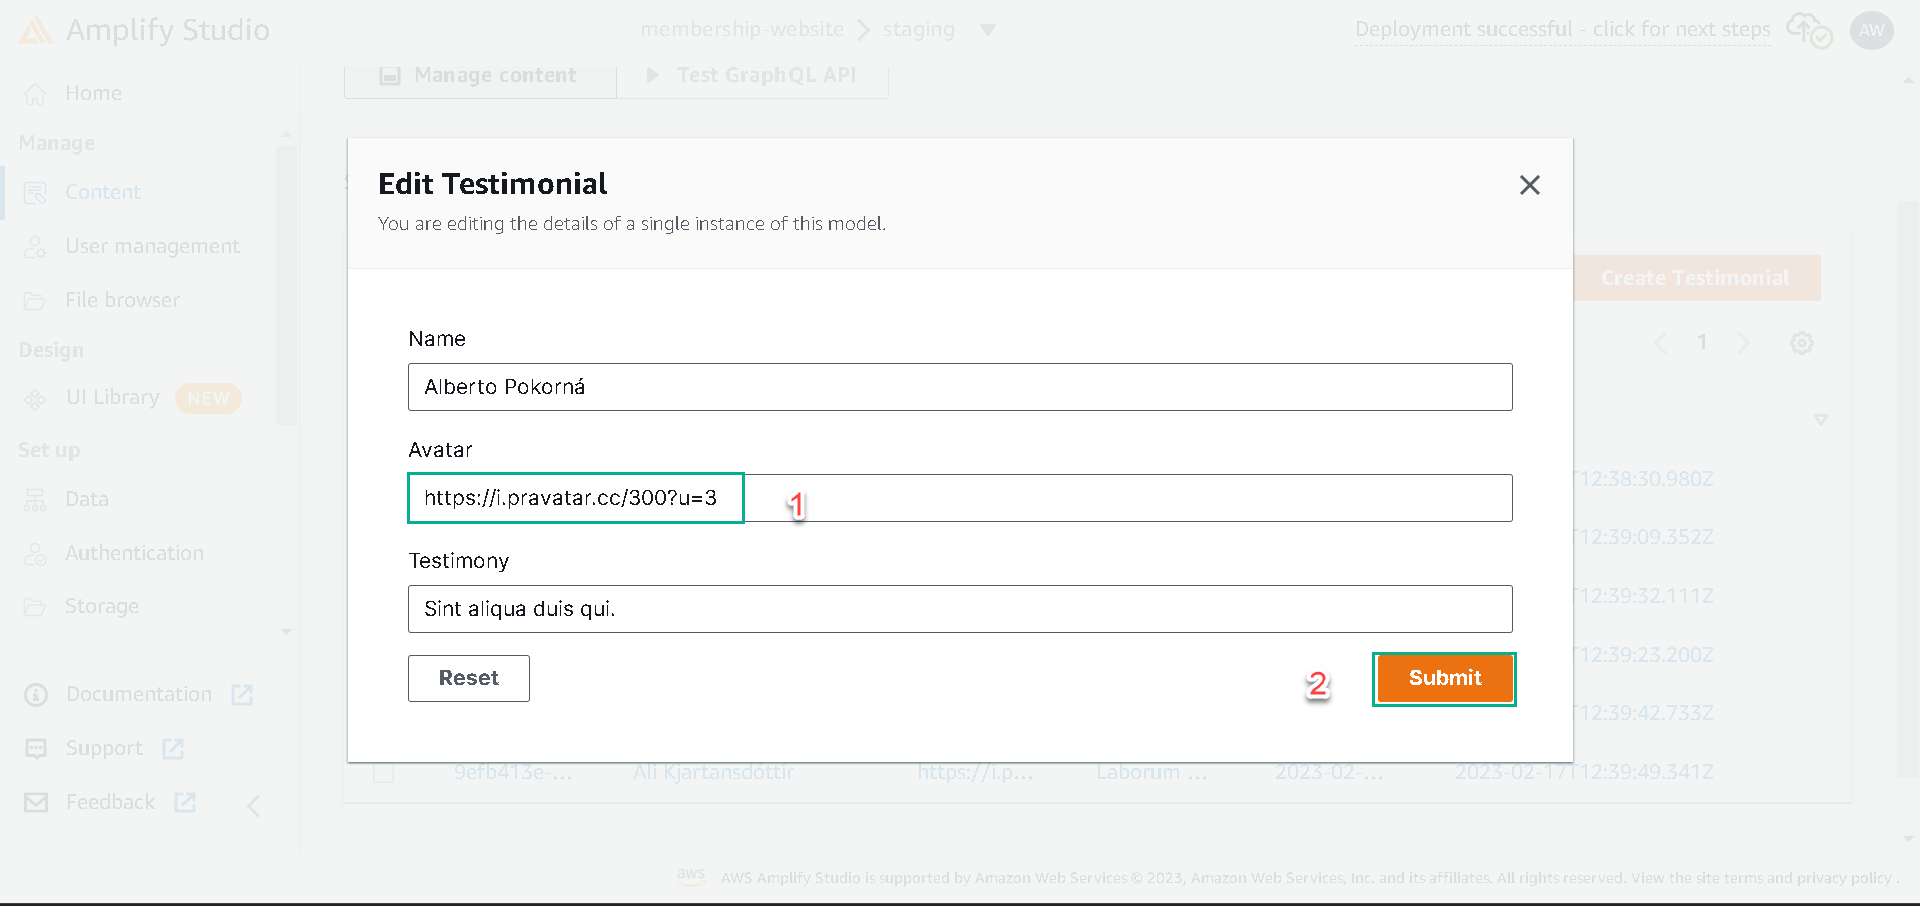 Amplify Studio
membership-website
staging
Deployment successful - click for next steps
AW
Manage content
Test GraphQL API
Home
Manage
Content
User management
File browser
Design
UI Library
NEW
Set up
Data
Authentication
Storage
Documentation
Support
Feedback
Edit Testimonial
You are editing the details of a single instance of this model.
Create Testimonial
1
Name
Alberto Pokorná
Avatar
https://i.pravatar.cc/300?u=3
1
T12:38:30.980Z
T12:39:09.352Z
Testimony
Sint aliqua duis qui.
T12:39:32.111Z
Reset
2
Submit
T12:39:23.200Z
T12:39:42.733Z
9efb413e-... Ali Kjartansdóttir https://i.p... Laborum ... 2023-02-... 2023-02-17T12:39:49.341Z
aws
AWS Amplify Studio is supported by Amazon Web Services © 2023, Amazon Web Services, Inc. and its affiliates. All rights reserved. View the site terms and privacy policy .